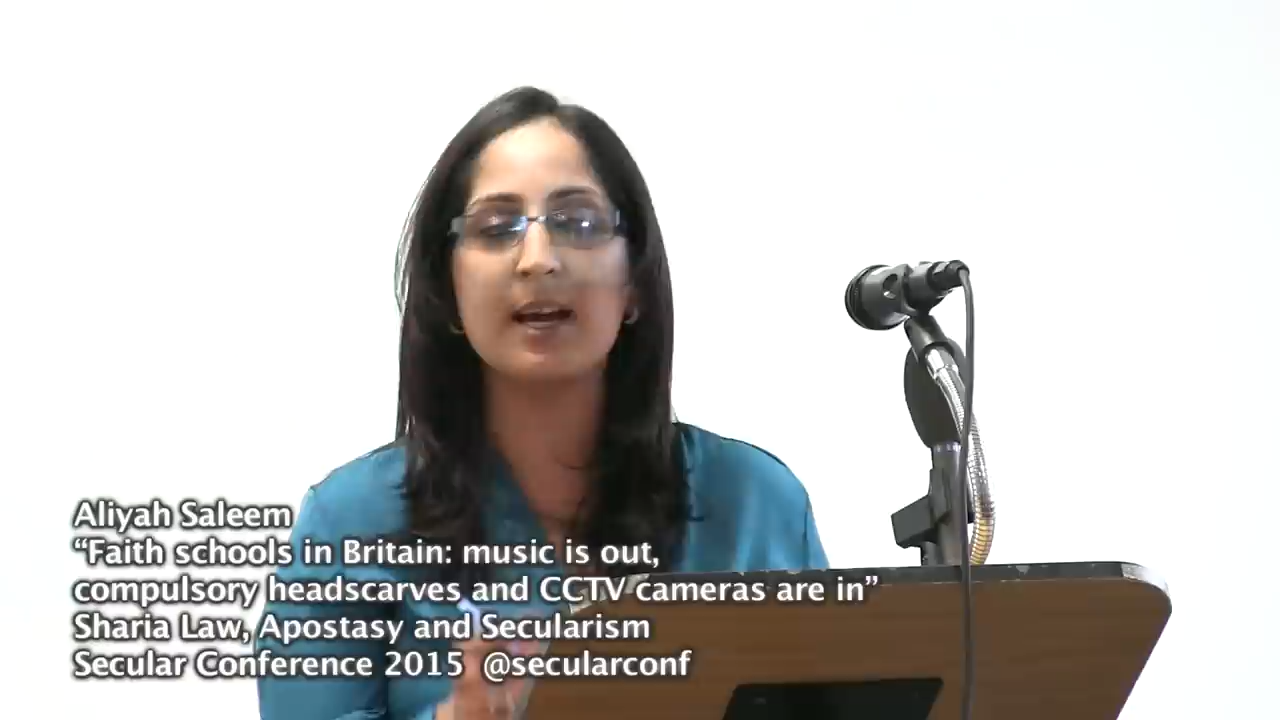 Aliyah Saleem
“Faith schools in Britain: music is out,
compulsory headscarves and CCTV cameras are in”
Sharia Law, Apostasy and Secularism
Secular Conference 2015 @secularconf